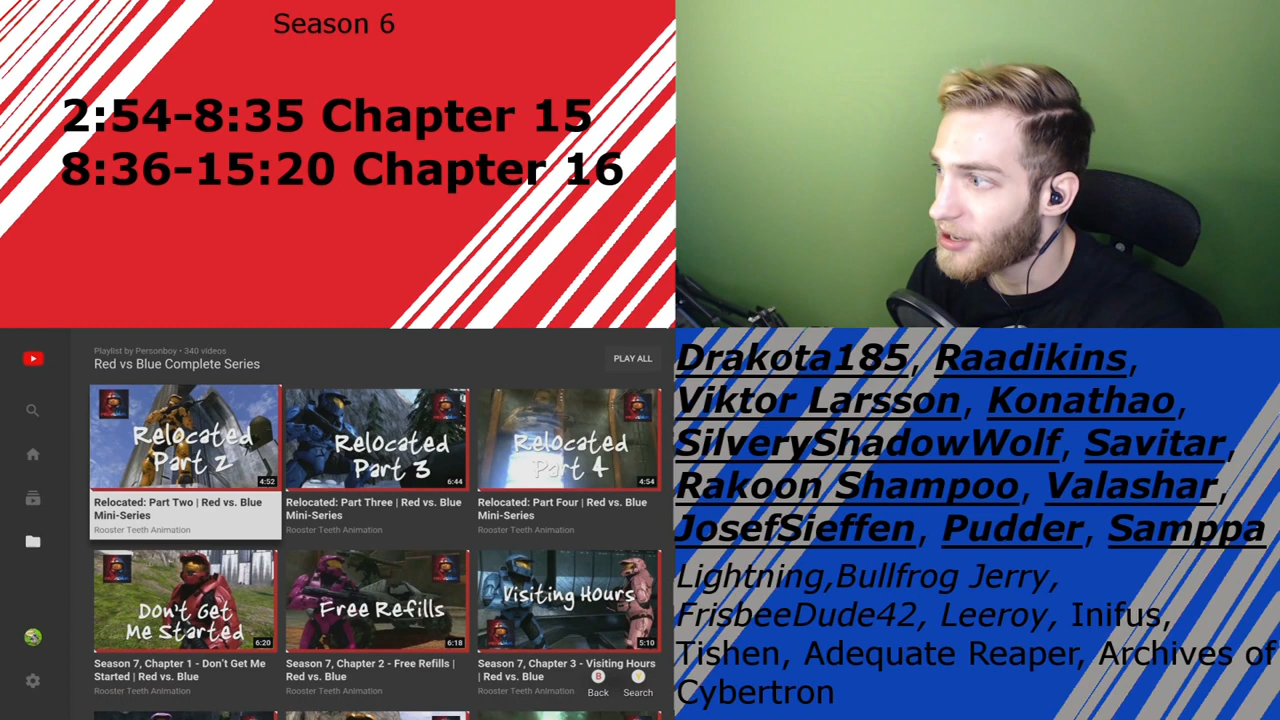 Season 6
2:54-8:35 Chapter 15
8:36-15:20 Chapter 16
Playlist by Personboy • 340 videos
Red vs Blue Complete Series
PLAY ALL
Relocated
Part 2
4:52
Relocated: Part Two | Red vs. Blue
Mini-Series
Rooster Teeth Animation
Relocated
Part 3
6:44
Relocated: Part Three | Red vs. Blue
Mini-Series
Rooster Teeth Animation
Relocated
Part 4
4:54
Relocated: Part Four | Red vs. Blue
Mini-Series
Rooster Teeth Animation
Don't Get
Me Started
6:20
Season 7, Chapter 1 - Don't Get Me
Started | Red vs. Blue
Rooster Teeth Animation
Free Refills
6:18
Season 7, Chapter 2 - Free Refills |
Red vs. Blue
Rooster Teeth Animation
Visiting Hours
5:10
Season 7, Chapter 3 - Visiting Hours
| Red vs. Blue
Rooster Teeth Animation
B
Back
Y
Search
Drakota185, Raadikins,
Viktor Larsson, Konathao,
SilveryShadowWolf, Savitar,
Rakoon Shampoo, Valashar,
JosefSieffen, Pudder, Samppa
Lightning,Bullfrog Jerry,
FrisbeeDude42, Leeroy, Inifus,
Tishen, Adequate Reaper, Archives of
Cybertron